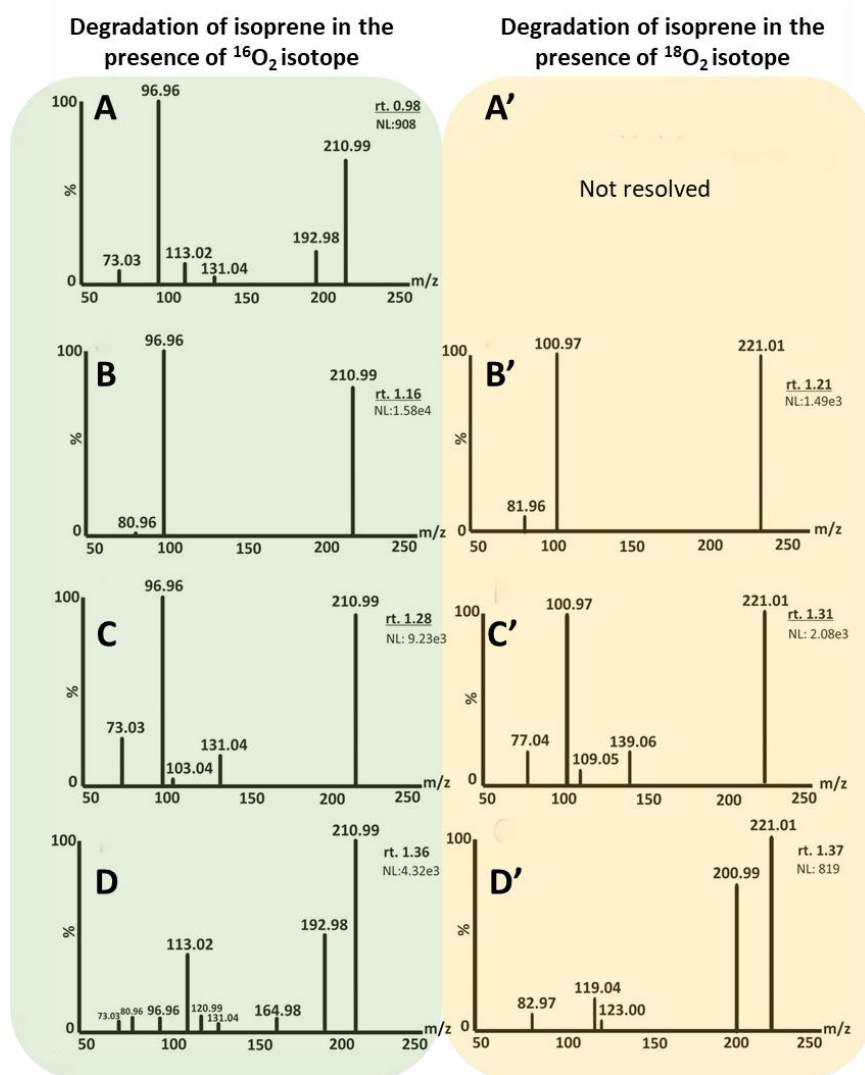 Degradation of isoprene in the
presence of ¹⁶O₂ isotope
Degradation of isoprene in the
presence of ¹⁸O₂ isotope
A
100
%
0
96.96
rt. 0.98
NL:908
210.99
192.98
113.02
73.03
131.04
50
100
150
200
250
m/z
A’
Not resolved
B
100
%
0
96.96
210.99
rt. 1.16
NL:1.58e4
80.96
50
100
150
200
250
m/z
B’
100
%
0
100.97
221.01
rt. 1.21
NL:1.49e3
81.96
50
100
150
200
250
m/z
C
100
%
0
96.96
210.99
rt. 1.28
NL: 9.23e3
73.03
131.04
103.04
50
100
150
200
250
m/z
C’
100
%
0
100.97
221.01
rt. 1.31
NL: 2.08e3
77.04
139.06
109.05
50
100
150
200
250
m/z
D
100
%
0
210.99
rt. 1.36
NL:4.32e3
192.98
113.02
73.03
80.96
96.96
120.99
131.04
164.98
50
100
150
200
250
m/z
D’
100
%
0
221.01
rt. 1.37
NL: 819
200.99
119.04
82.97
123.00
50
100
150
200
250
m/z